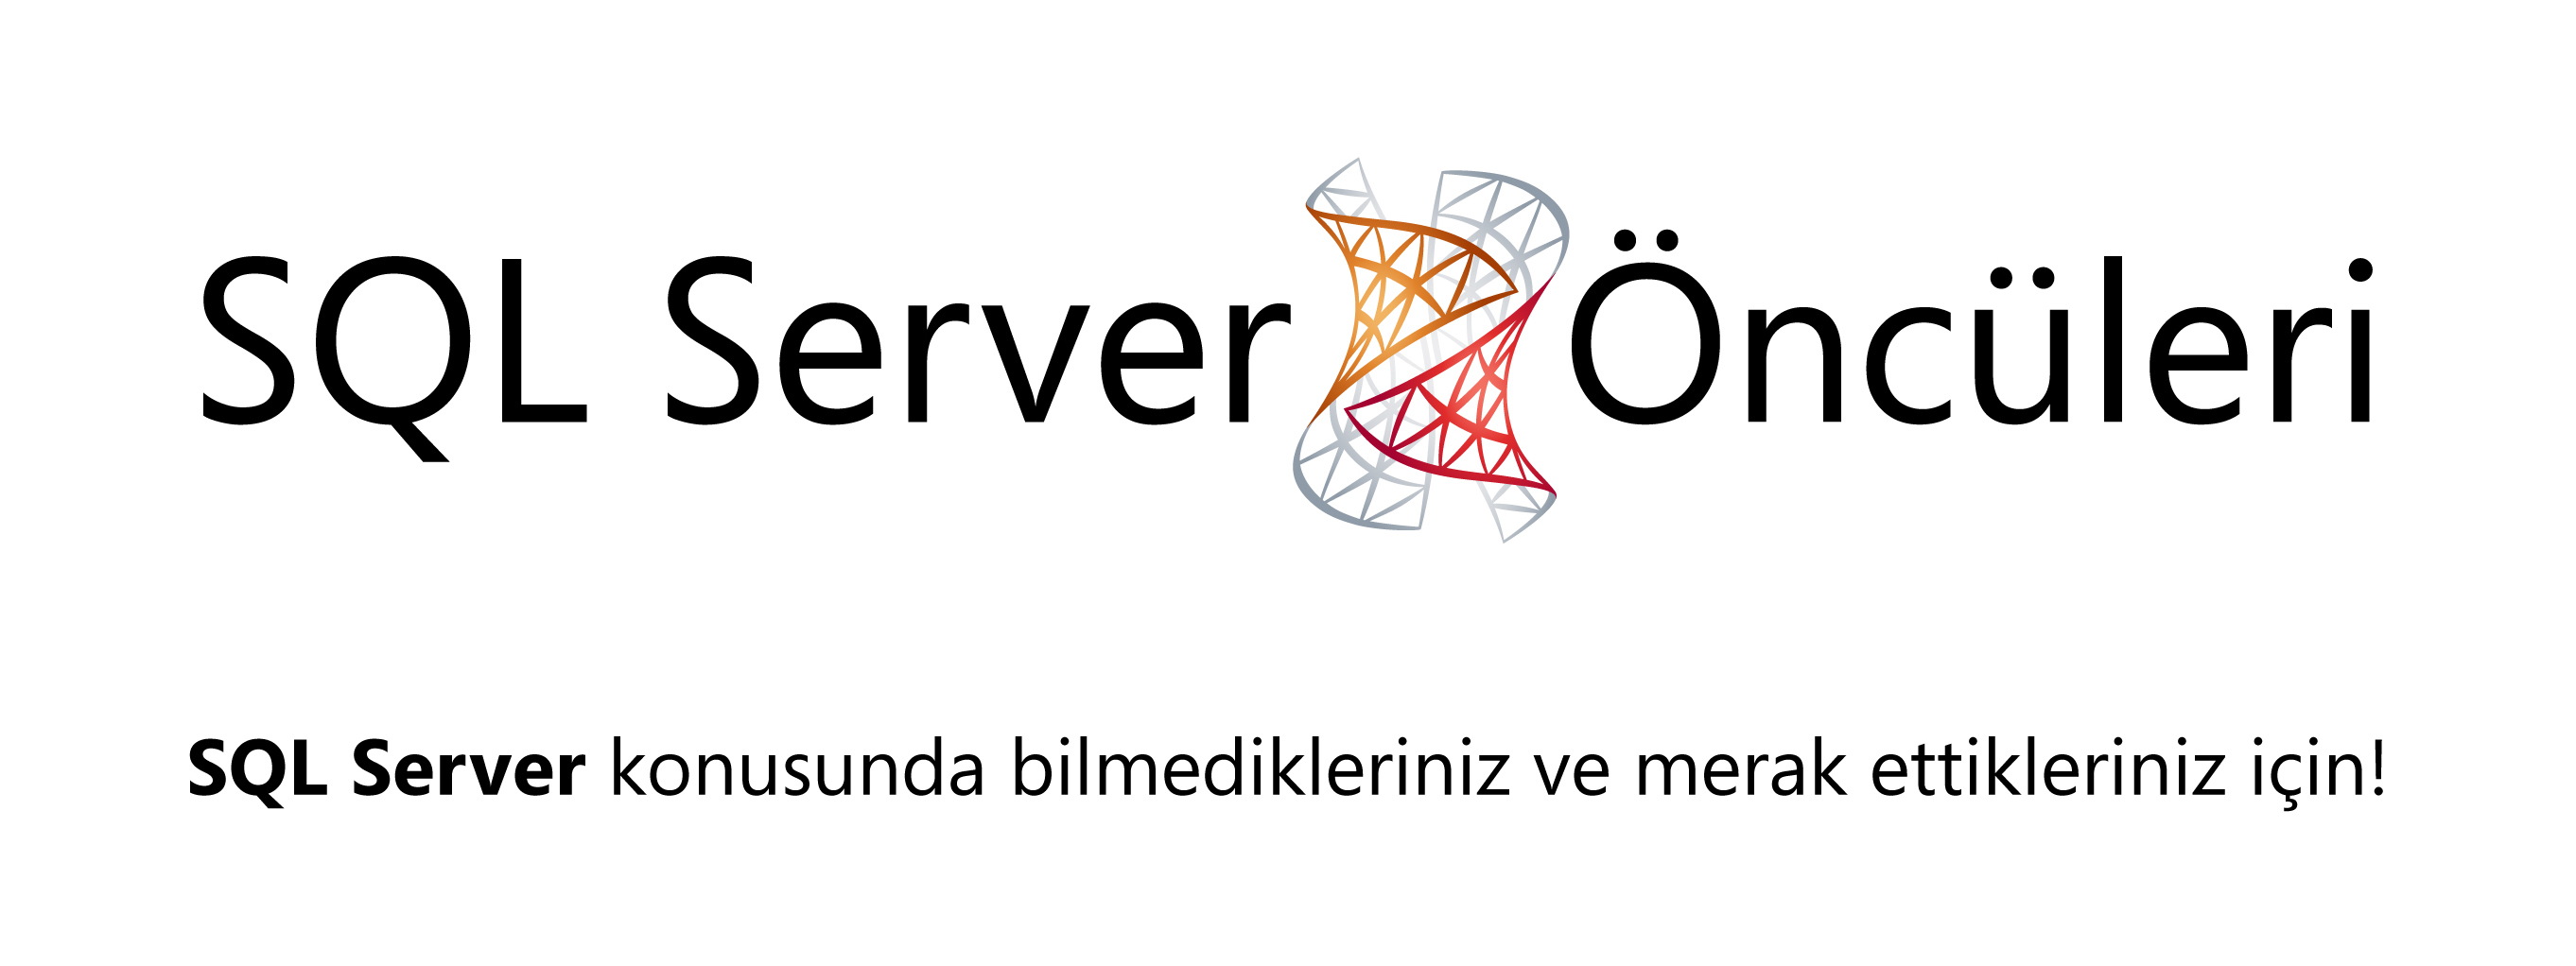 SQL Server Öncüleri
SQL Server konusunda bilmedikleriniz ve merak ettikleriniz için!